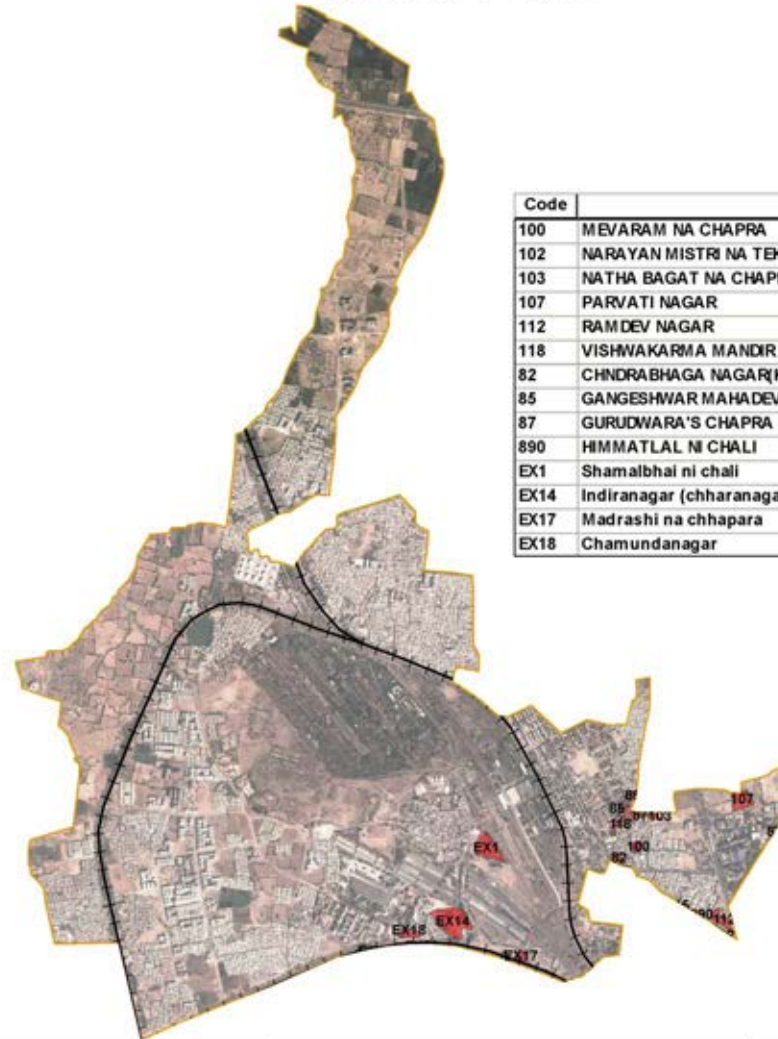 Code
100 MEVARAM NA CHAPRA
102 NARAYAN MISTRI NA TEK
103 NATHA BAGAT NA CHAP
107 PARVATI NAGAR
112 RAMDEV NAGAR
118 VISHWAKARMA MANDIR
82 CHNDRABHAGA NAGAR(
85 GANGESHWAR MAHADEV
87 GURUDWARA'S CHAPRA
890 HIMMATLAL NI CHALI
EX1 Shamalbhai ni chali
EX14 Indiranagar (chharanaga
EX17 Madrashi na chhapara
EX18 Chamundanagar
107
85
87103
118
100
82
EX1
EX14
EX18
EX17